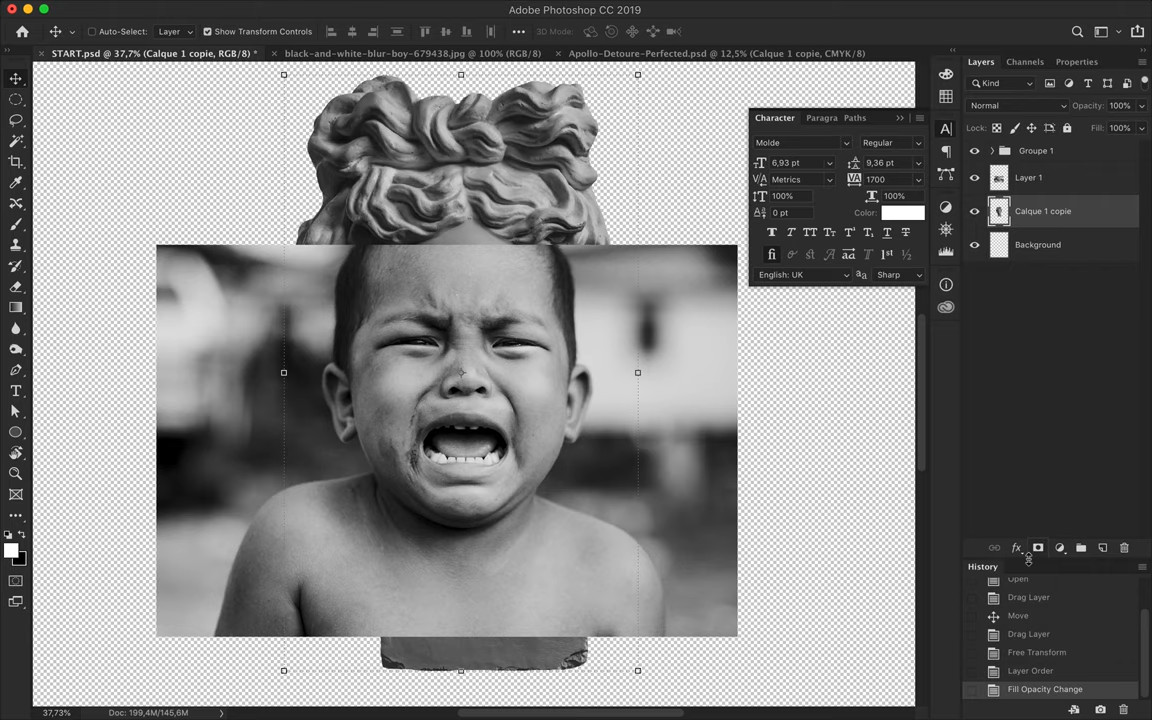 Adobe Photoshop CC 2019
Auto-Select: Layer Show Transform Controls 3D Mode:
START.psd @ 37,7% (Calque 1 copie, RGB/8) * black-and-white-blur-boy-679438.jpg @ 100% (RGB/8) Apollo-Detoure-Perfected.psd @ 12,5% (Calque 1 copie, CMYK/8)
Layers Channels Properties
Kind
Normal Opacity: 100%
Lock: Fill: 100%
Groupe 1
Layer 1
Calque 1 copie
Background
Character Paragra Paths
Molde Regular
6,93 pt 9,36 pt
Metrics 1700
100% 100%
0 pt Color:
English: UK Sharp
History
Open
Drag Layer
Move
Drag Layer
Free Transform
Layer Order
Fill Opacity Change
37,73% Doc: 199,4M/145,6M